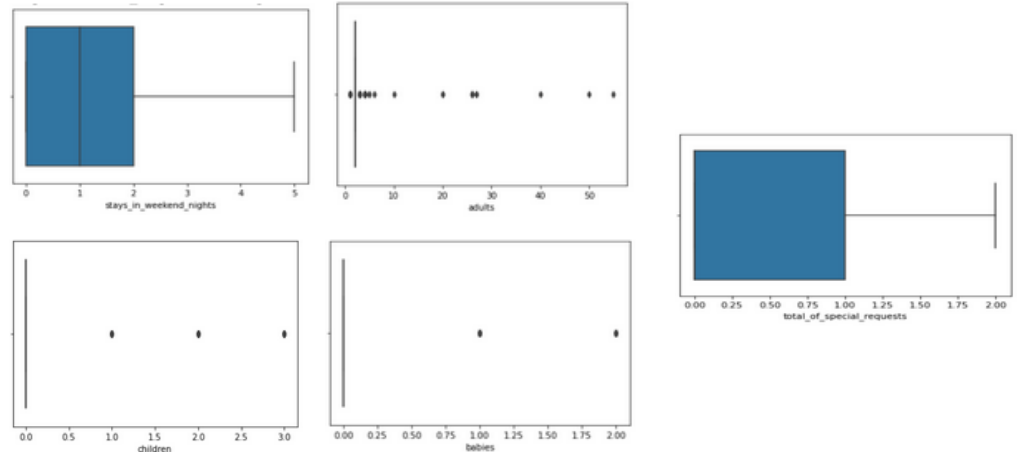 0 1 2 3 4 5
stays_in_weekend_nights
0 10 20 30 40 50
adults
0.00 0.25 0.50 0.75 1.00 1.25 1.50 1.75 2.00
total_of_special_requests
0.0 0.5 1.0 1.5 2.0 2.5 3.0
children
0.00 0.25 0.50 0.75 1.00 1.25 1.50 1.75 2.00
babies